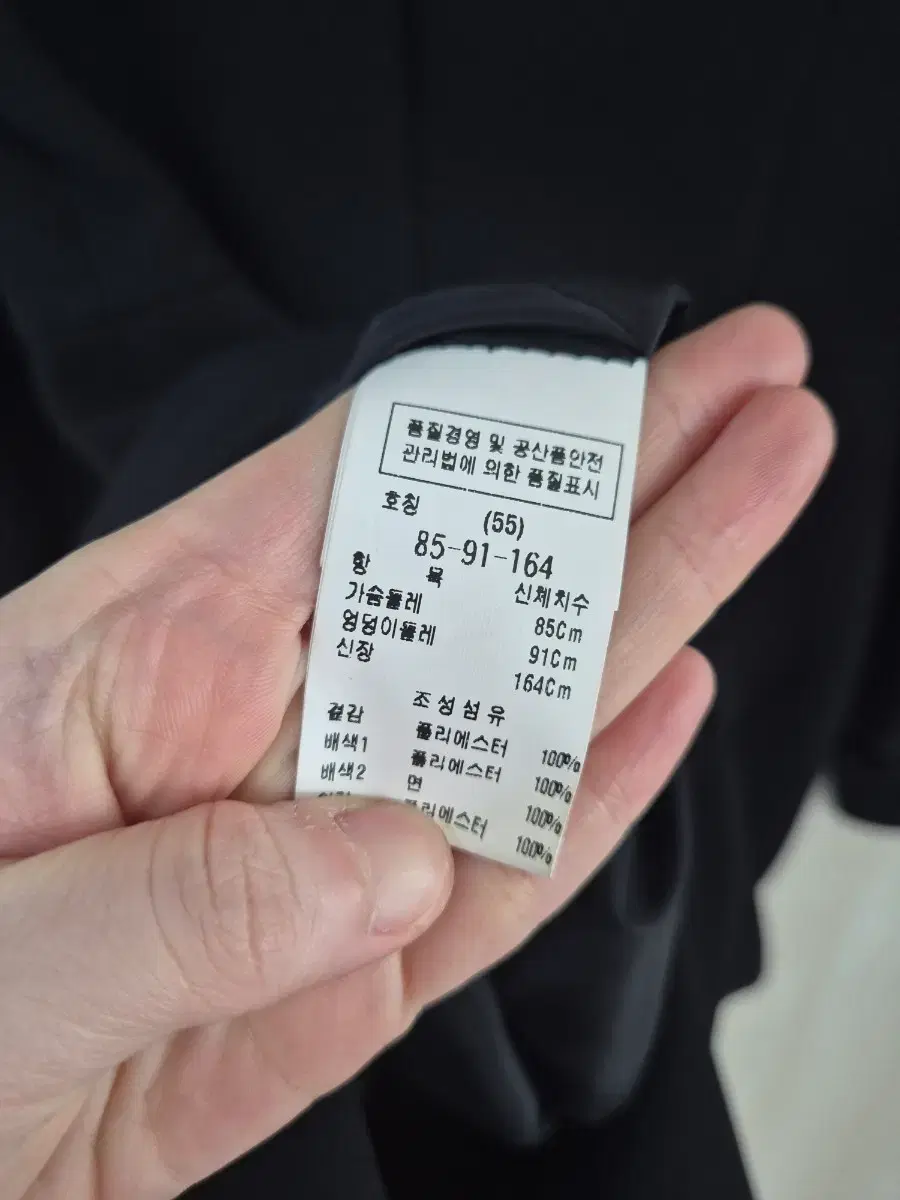 품질경영 및 공산품안전
관리법에 의한 품질표시
호칭 (55)
85-91-164
항 목 신체치수
가슴둘레 85Cm
엉덩이둘레 91Cm
신장 164Cm
조성섬유
겉감 폴리에스터 100%
배색1 폴리에스터 100%
배색2 면 100%
폴리에스터 100%